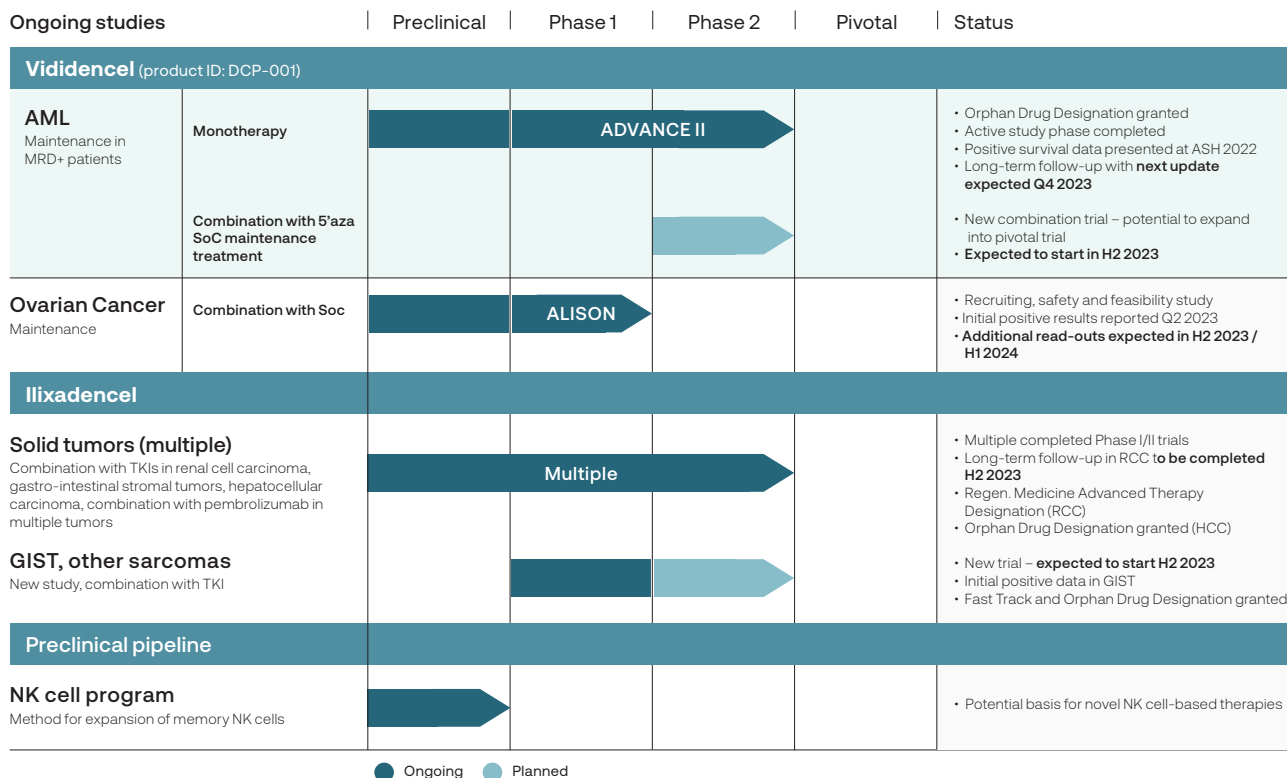 Ongoing studies
Preclinical
Phase 1
Phase 2
Pivotal
Status
Vididencel (product ID: DCP-001)
AML
Maintenance in
MRD+ patients
Monotherapy
ADVANCE II
• Orphan Drug Designation granted
• Active study phase completed
• Positive survival data presented at ASH 2022
• Long-term follow-up with next update
expected Q4 2023
Combination with 5’aza
SoC maintenance
treatment
• New combination trial – potential to expand
into pivotal trial
• Expected to start in H2 2023
Ovarian Cancer
Maintenance
Combination with Soc
ALISON
• Recruiting, safety and feasibility study
• Initial positive results reported Q2 2023
• Additional read-outs expected in H2 2023 /
H1 2024
Ilixadencel
Solid tumors (multiple)
Combination with TKIs in renal cell carcinoma,
gastro-intestinal stromal tumors, hepatocellular
carcinoma, combination with pembrolizumab in
multiple tumors
Multiple
• Multiple completed Phase I/II trials
• Long-term follow-up in RCC to be completed
H2 2023
• Regen. Medicine Advanced Therapy
Designation (RCC)
• Orphan Drug Designation granted (HCC)
GIST, other sarcomas
New study, combination with TKI
• New trial – expected to start H2 2023
• Initial positive data in GIST
• Fast Track and Orphan Drug Designation granted
Preclinical pipeline
NK cell program
Method for expansion of memory NK cells
• Potential basis for novel NK cell-based therapies
Ongoing
Planned